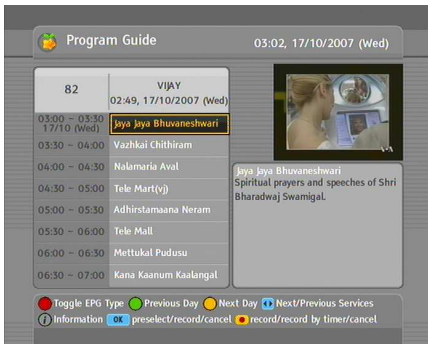 Program Guide
03:02, 17/10/2007 (Wed)
82
VIJAY
02:49, 17/10/2007 (Wed)
03:00 - 03:30
17/10 (Wed)
Jaya Jaya Bhuvaneshwari
03:30 - 04:00 Vazhkai Chithiram
04:00 - 04:30 Nalamaria Aval
04:30 - 05:00 Tele Mart(vj)
05:00 - 05:30 Adhirstamaana Neram
05:30 - 06:00 Tele Mall
06:00 - 06:30 Mettukal Pudusu
06:30 - 07:00 Kana Kaanum Kaalangal
VOA
Jaya Jaya Bhuvaneshwari
Spiritual prayers and speeches of Shri
Bharadwaj Swamigal.
Toggle EPG Type Previous Day Next Day Next/Previous Services
i Information OK preselect/record/cancel record/record by timer/cancel